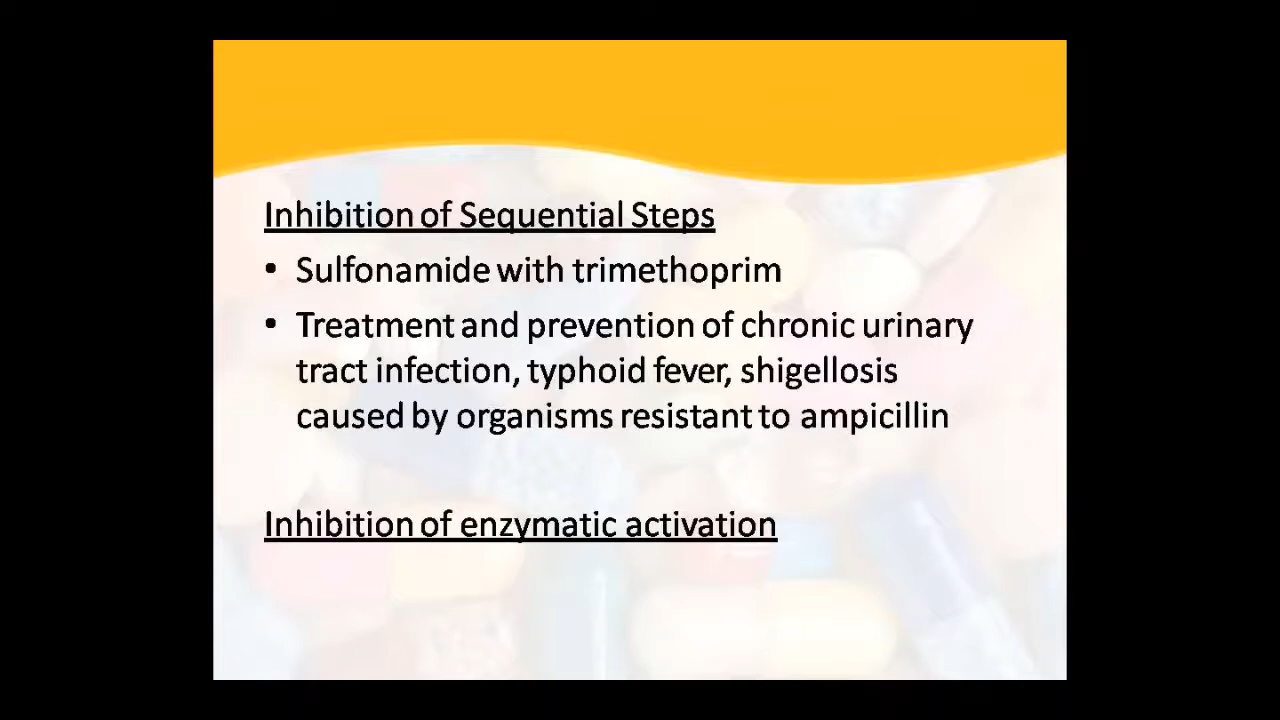 Inhibition of Sequential Steps
• Sulfonamide with trimethoprim
• Treatment and prevention of chronic urinary
tract infection, typhoid fever, shigellosis
caused by organisms resistant to ampicillin
Inhibition of enzymatic activation